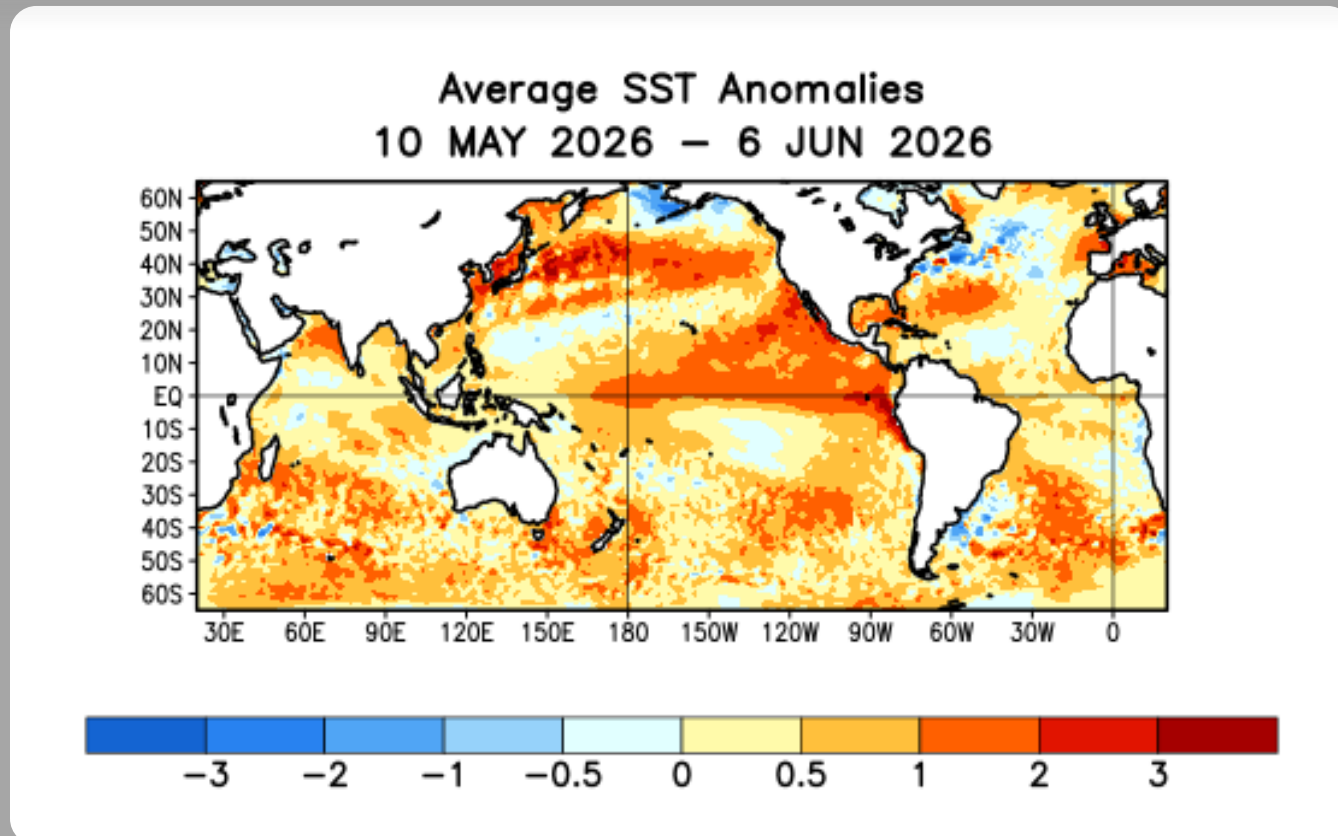 Average SST Anomalies
10 MAY 2026 – 6 JUN 2026
60N
50N
40N
30N
20N
10N
EQ
10S
20S
30S
40S
50S
60S
30E 60E 90E 120E 150E 180 150W 120W 90W 60W 30W 0
−3 −2 −1 −0.5 0 0.5 1 2 3